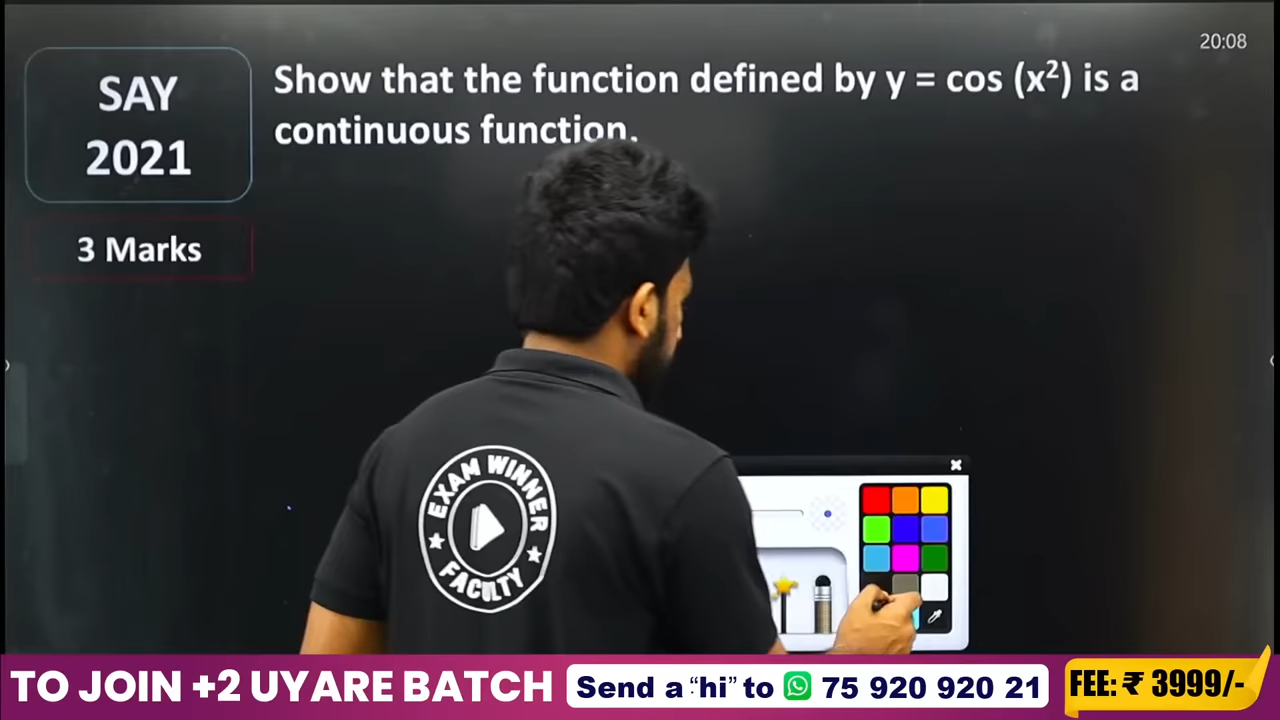 20:08
SAY
2021
Show that the function defined by y = cos (x²) is a
continuous function.
3 Marks
EXAM WINNER
FACULTY
TO JOIN +2 UYARE BATCH
Send a “hi” to 75 920 920 21
FEE: ₹ 3999/-